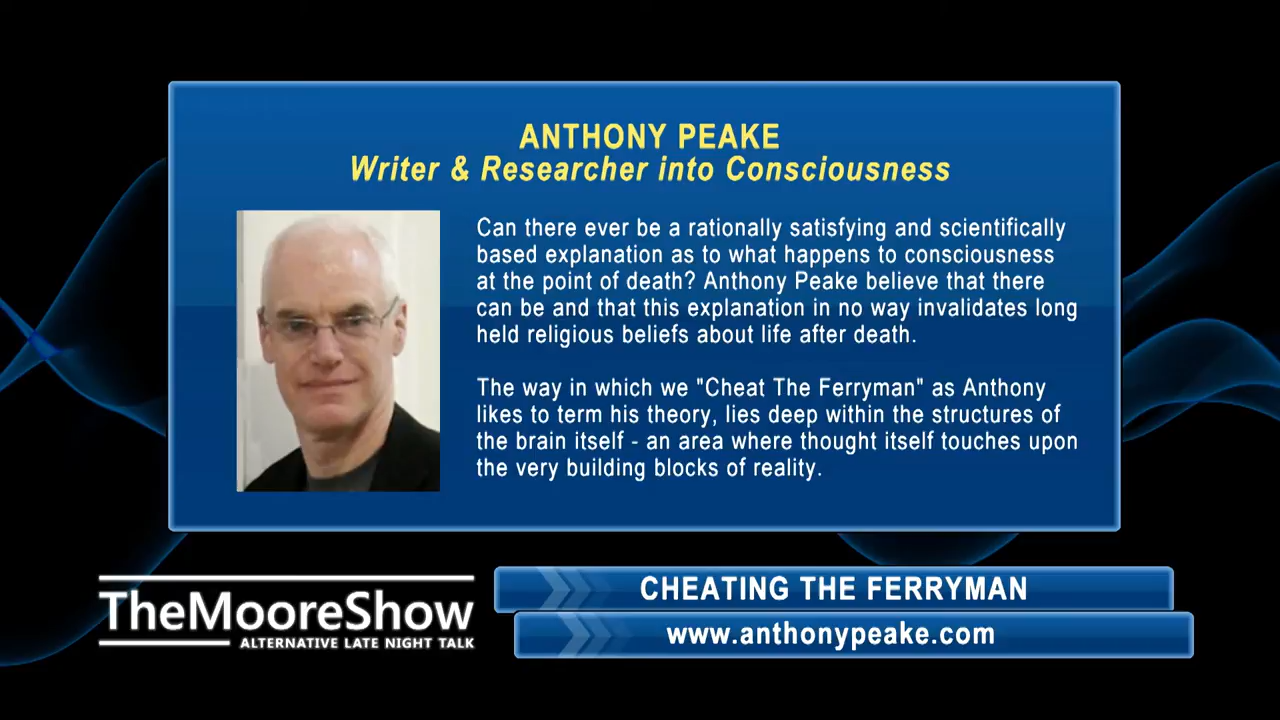 ANTHONY PEAKE
Writer & Researcher into Consciousness
Can there ever be a rationally satisfying and scientifically
based explanation as to what happens to consciousness
at the point of death? Anthony Peake believe that there
can be and that this explanation in no way invalidates long
held religious beliefs about life after death.
The way in which we "Cheat The Ferryman" as Anthony
likes to term his theory, lies deep within the structures of
the brain itself - an area where thought itself touches upon
the very building blocks of reality.
TheMooreShow
ALTERNATIVE LATE NIGHT TALK
CHEATING THE FERRYMAN
www.anthonypeake.com